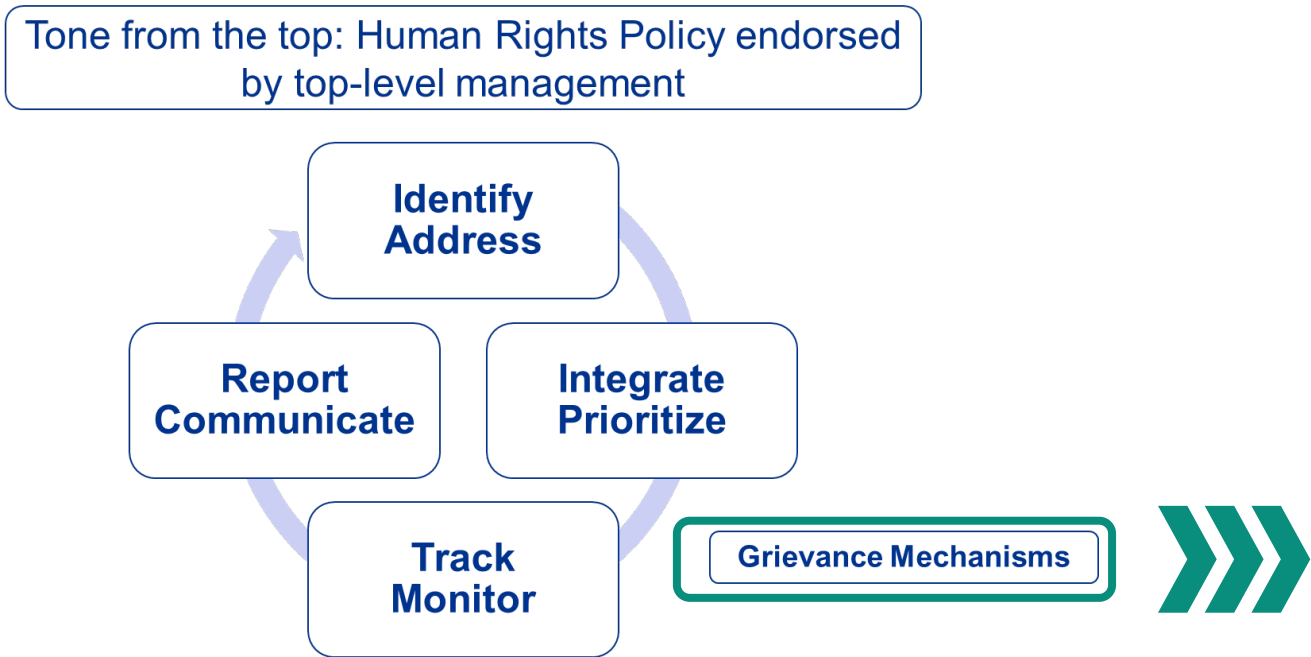 Tone from the top: Human Rights Policy endorsed
by top-level management
Identify
Address
Report
Communicate
Integrate
Prioritize
Track
Monitor
Grievance Mechanisms